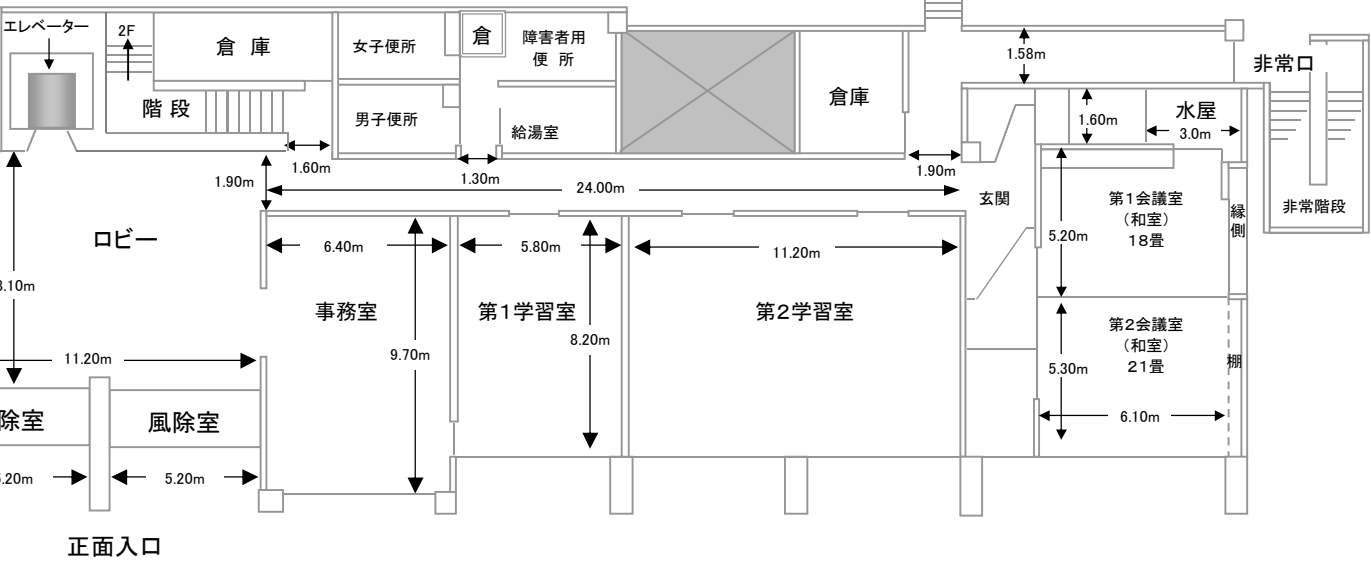 エレベーター
2F
倉 庫
階 段
女子便所
男子便所
倉
障害者用
便 所
給湯室
倉庫
1.58m
非常口
非常階段
水屋
3.0m
1.60m
1.60m
1.90m
1.30m
24.00m
1.90m
玄関
第1会議室
(和室)
18畳
5.20m
縁側
ロビー
3.10m
6.40m
5.80m
11.20m
事務室
第1学習室
第2学習室
9.70m
8.20m
第2会議室
(和室)
21畳
5.30m
棚
6.10m
11.20m
除室
風除室
5.20m
5.20m
正面入口